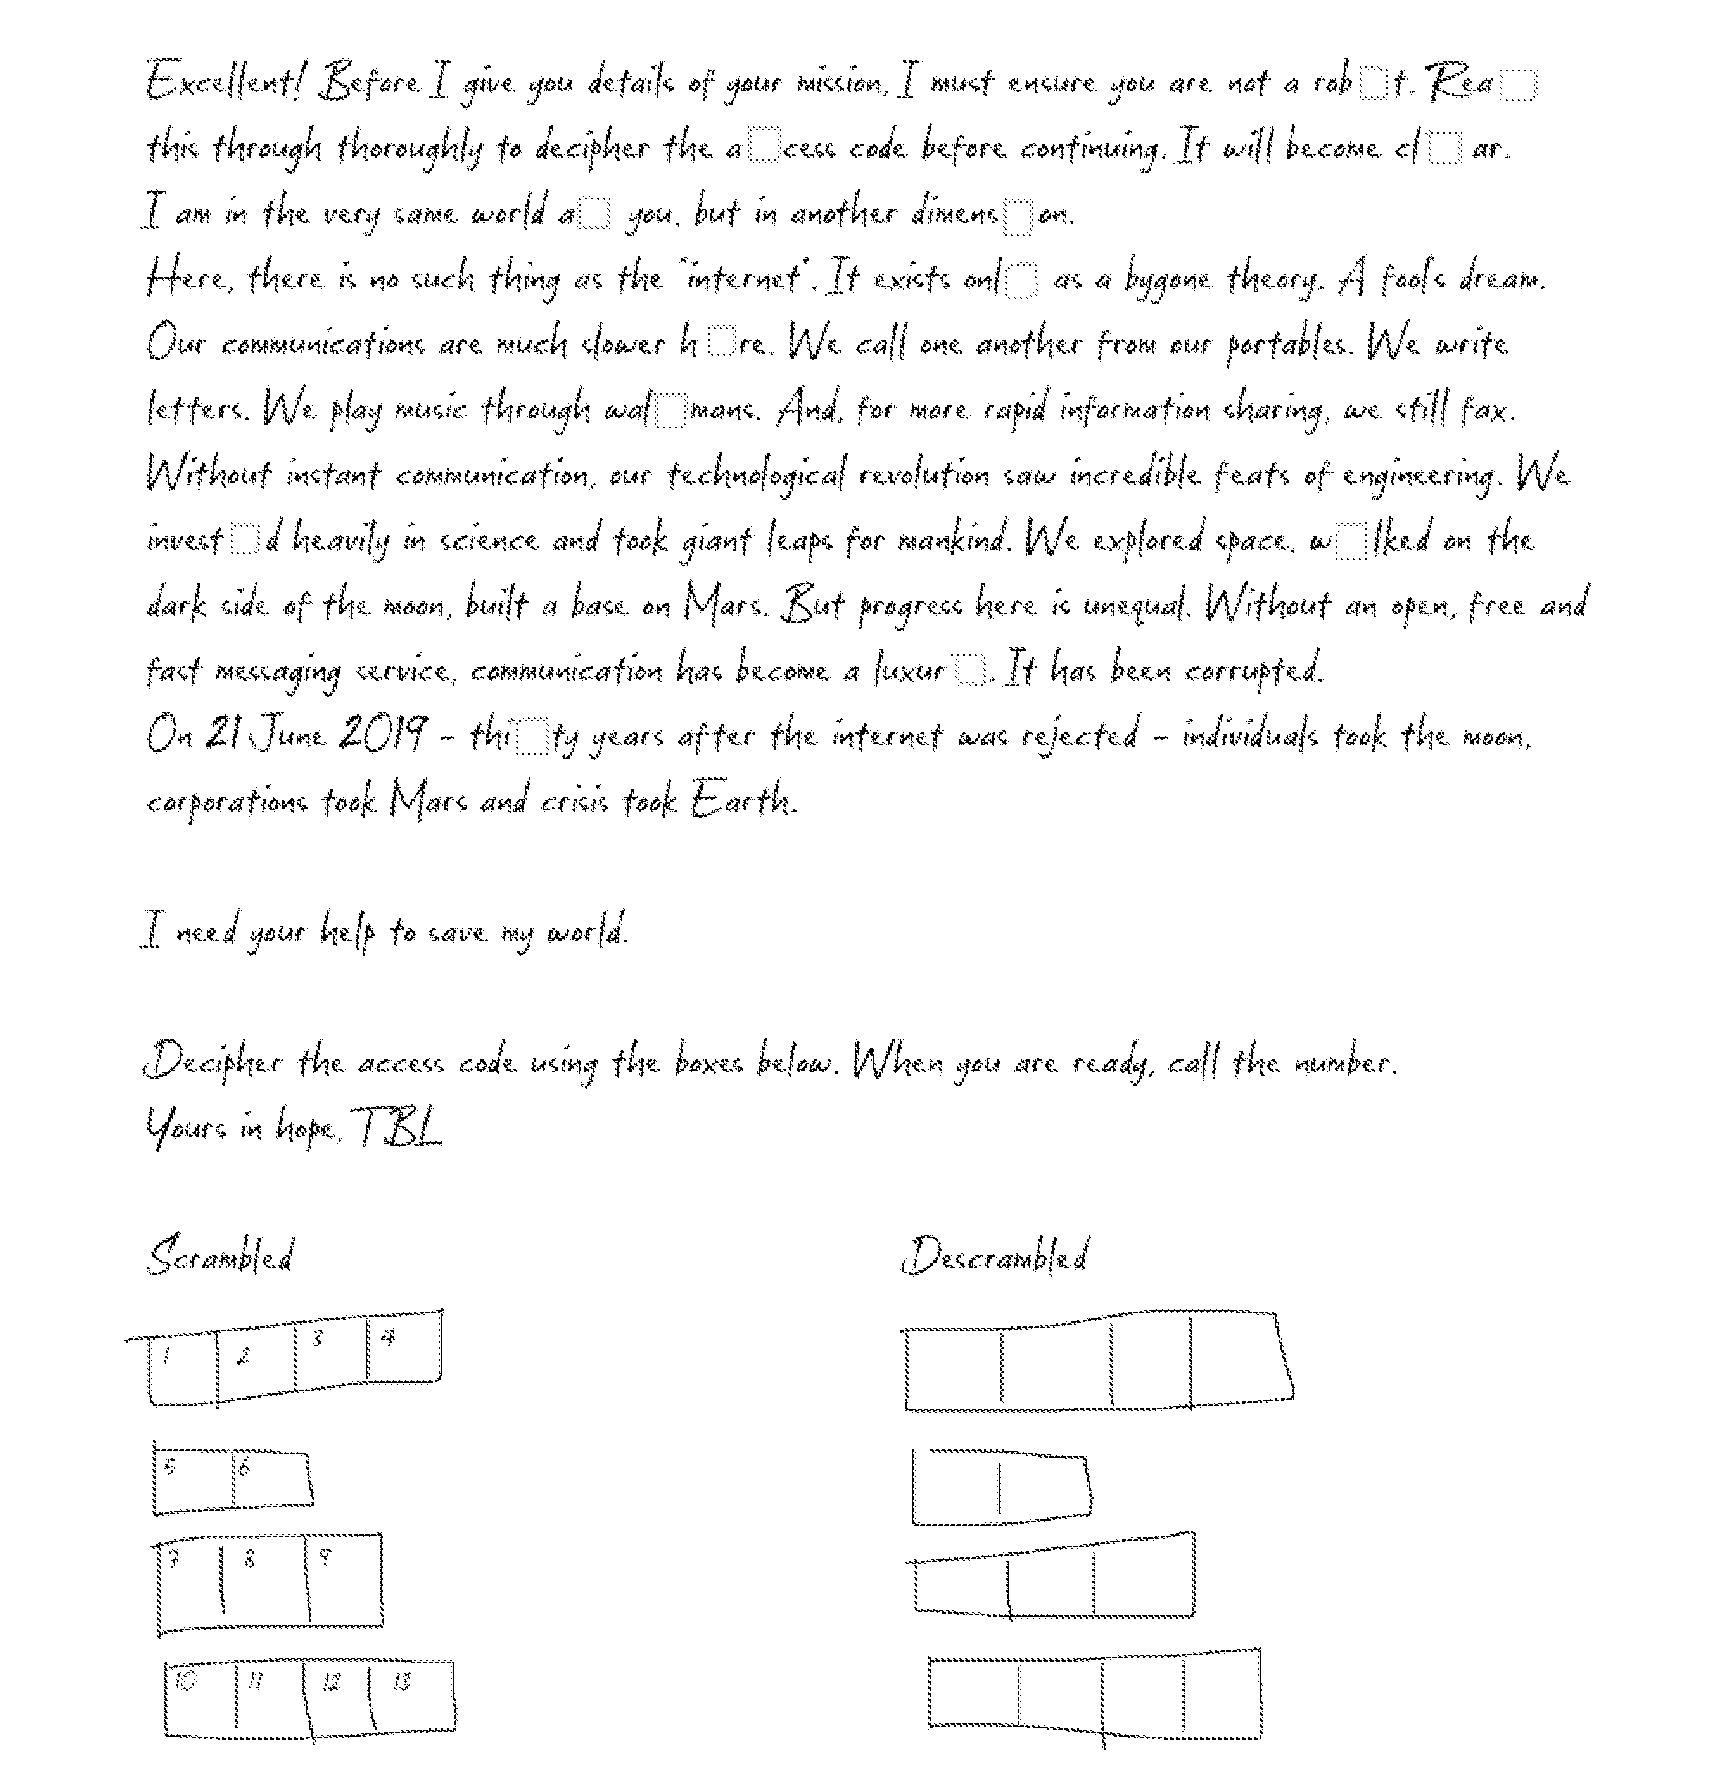 Excellent! Before I give you details of your mission, I must ensure you are not a rob□t. Rea□
this through thoroughly to decipher the a□cess code before continuing. It will become cl□ar.
I am in the very same world a□ you, but in another dimens□on.
Here, there is no such thing as the "internet". It exists onl□ as a bygone theory. A fool's dream.
Our communications are much slower h□re. We call one another from our portables. We write
letters. We play music through wal□mans. And, for more rapid information sharing, we still fax.
Without instant communication, our technological revolution saw incredible feats of engineering. We
invest□d heavily in science and took giant leaps for mankind. We explored space, w□lked on the
dark side of the moon, built a base on Mars. But progress here is unequal. Without an open, free and
fast messaging service, communication has become a luxur□. It has been corrupted.
On 21 June 2019 - thi□ty years after the internet was rejected - individuals took the moon,
corporations took Mars and crisis took Earth.
I need your help to save my world.
Decipher the access code using the boxes below. When you are ready, call the number.
Yours in hope, TBL
Scrambled Descrambled
1 2 3 4
5 6
7 8 9
10 11 12 13